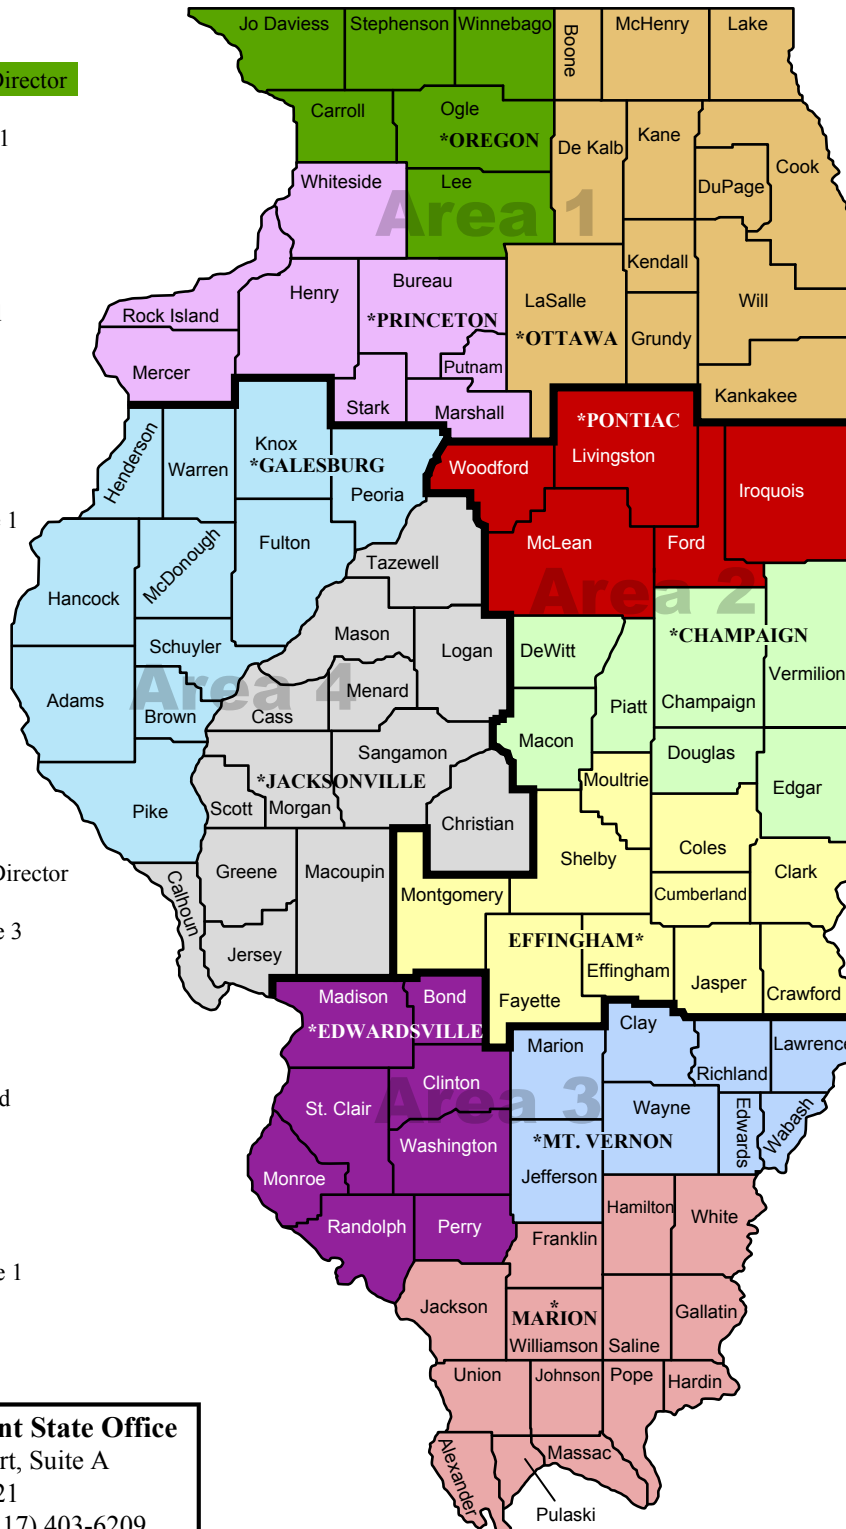 Jo Daviess
Stephenson
Winnebago
Boone
McHenry
Lake
Director
Carroll
Ogle
*OREGON
1
De Kalb
Kane
Cook
DuPage
Whiteside
Lee
Area 1
Kendall
Bureau
Henry
LaSalle
Will
Rock Island
*PRINCETON
*OTTAWA
Grundy
Mercer
Putnam
Stark
Marshall
Kankakee
*PONTIAC
Henderson
Warren
Knox
*GALESBURG
Peoria
Woodford
Livingston
Iroquois
1
McDonough
Fulton
Tazewell
McLean
Ford
Hancock
Area 2
Mason
Logan
DeWitt
*CHAMPAIGN
Schuyler
Vermilion
Adams
Area 4
Menard
Brown
Cass
Piatt
Champaign
Macon
Sangamon
Douglas
*JACKSONVILLE
Moultrie
Edgar
Pike
Scott
Morgan
Christian
Shelby
Coles
Director
Greene
Macoupin
Clark
Calhoun
Montgomery
Cumberland
3
Jersey
EFFINGHAM*
Effingham
Jasper
Crawford
Fayette
Madison
Bond
*EDWARDSVILLE
Clay
Marion
Lawrence
Richland
Clinton
St. Clair
Area 3
Wayne
Edwards
Wabash
Washington
*MT. VERNON
Monroe
Jefferson
Randolph
Perry
Hamilton
White
Franklin
1
Jackson
*
MARION
Williamson
Saline
Gallatin
Union
Johnson
Pope
Hardin
nt State Office
rt, Suite A
21
17) 403-6209
Alexander
Massac
Pulaski